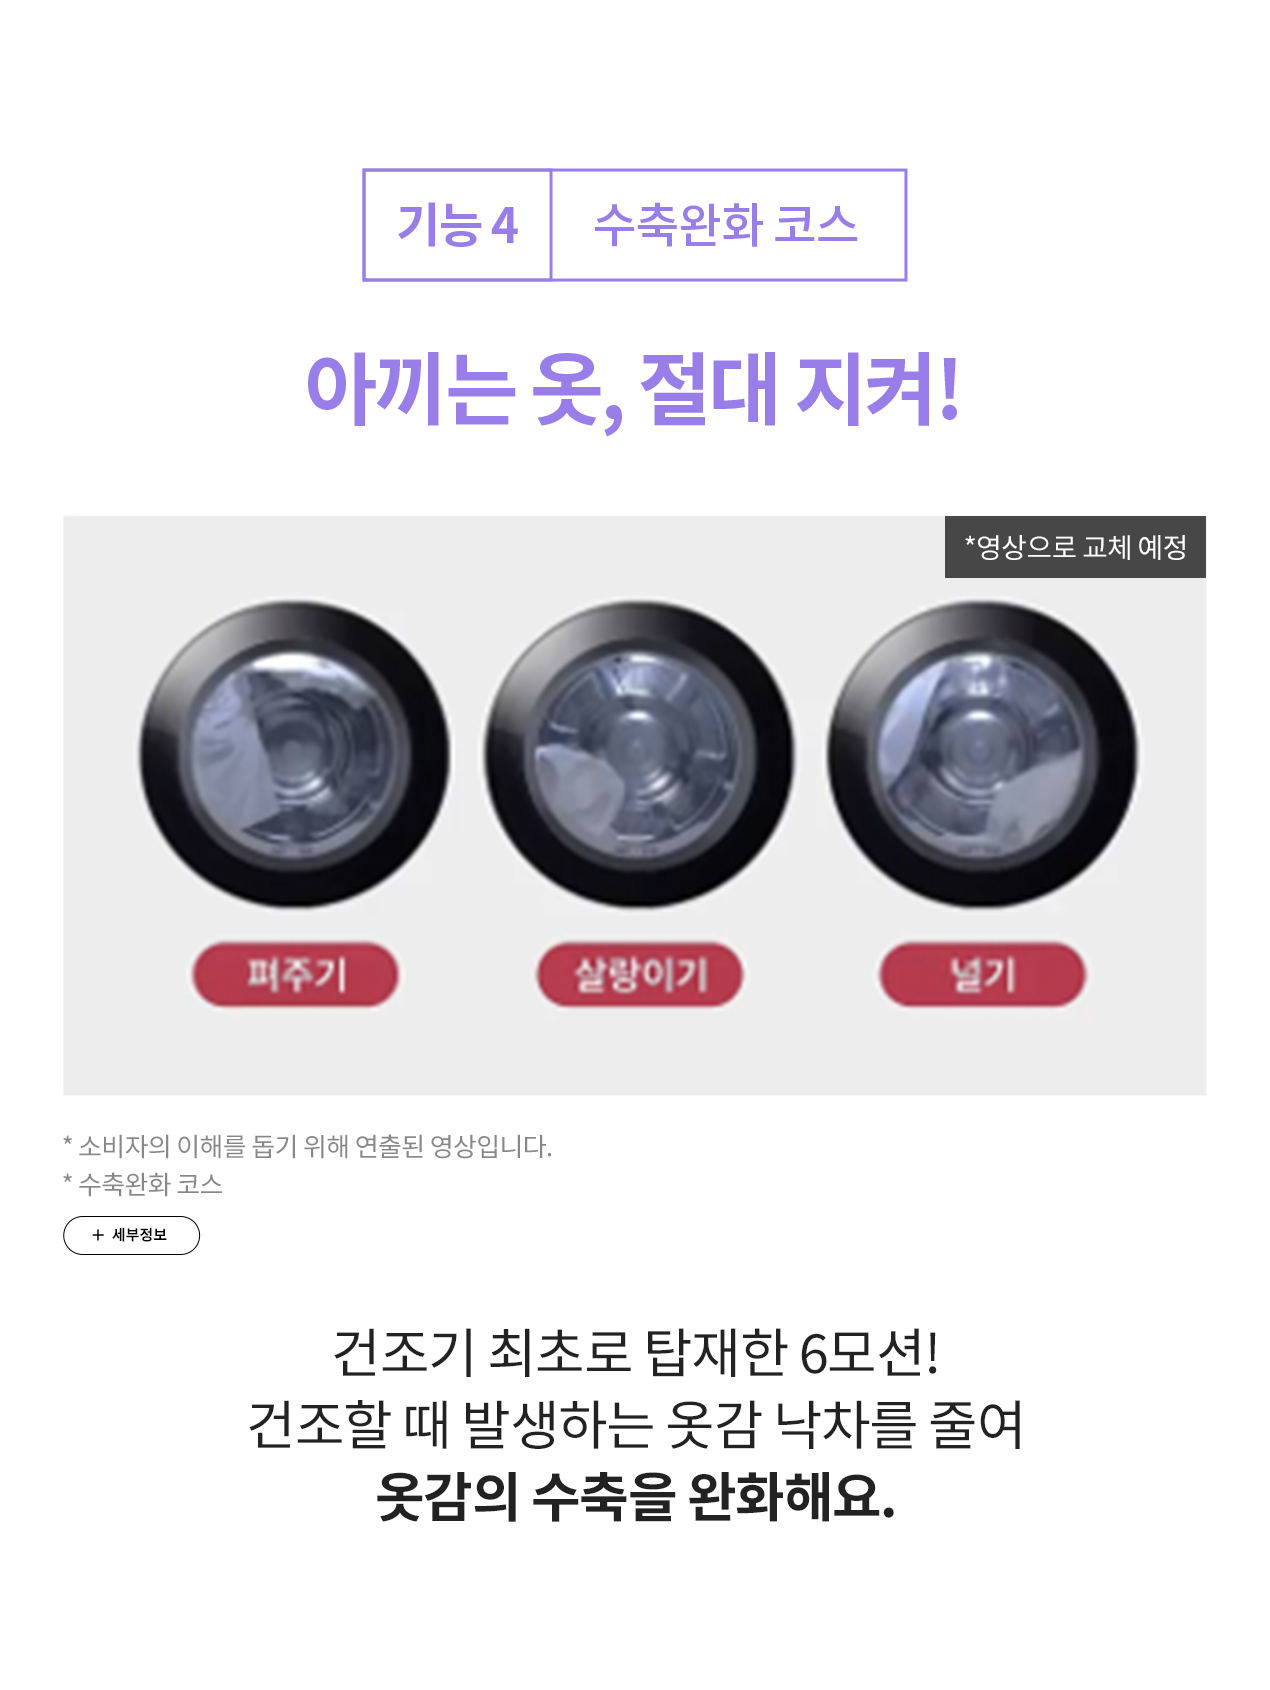 기능 4 수축완화 코스
아끼는 옷, 절대 지켜!
*영상으로 교체 예정
펴주기 살랑이기 널기
* 소비자의 이해를 돕기 위해 연출된 영상입니다.
* 수축완화 코스
+ 세부정보
건조기 최초로 탑재한 6모션!
건조할 때 발생하는 옷감 낙차를 줄여
옷감의 수축을 완화해요.